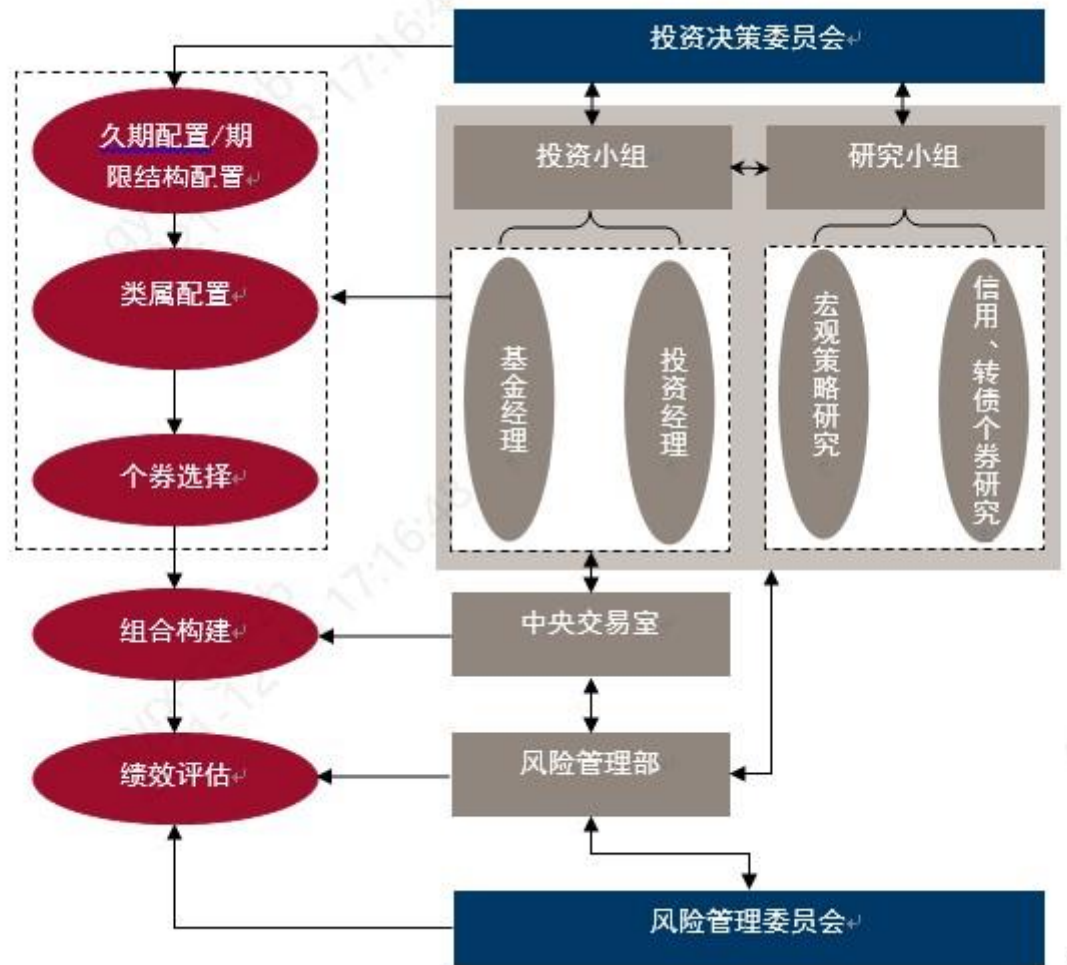 投资决策委员会
久期配置/期
限结构配置
投资小组
研究小组
类属配置
基金经理
投资经理
宏观策略研究
信用、转债个券研究
个券选择
组合构建
中央交易室
绩效评估
风险管理部
风险管理委员会